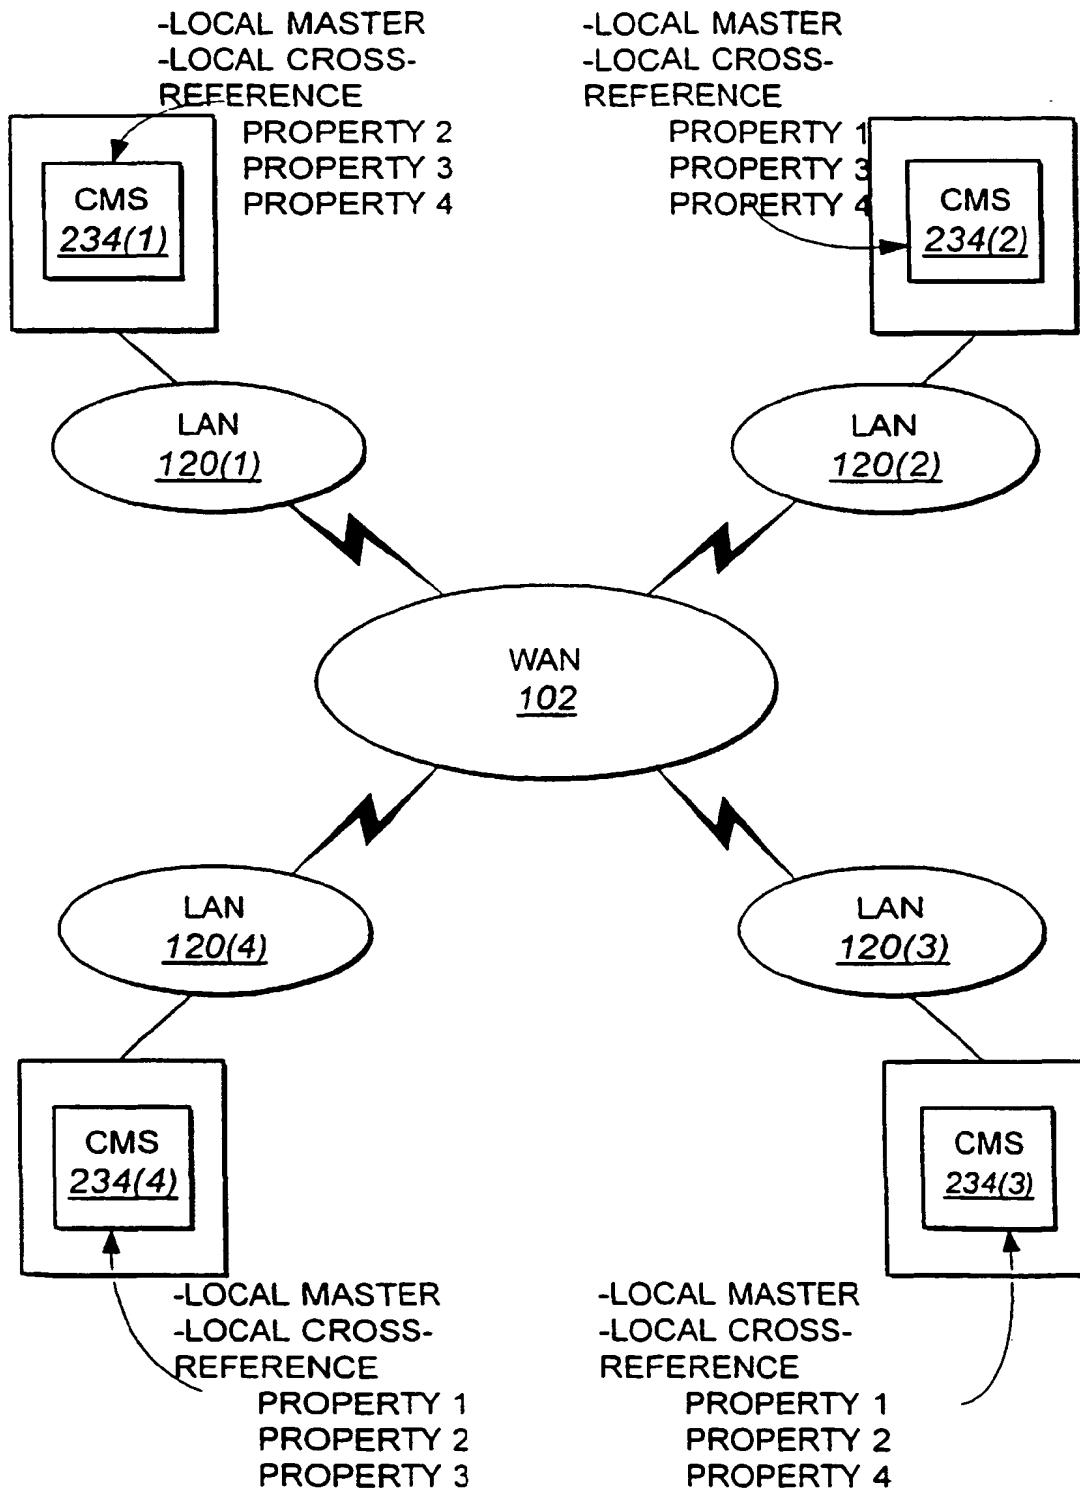 -LOCAL MASTER
-LOCAL CROSS-
REFERENCE
PROPERTY 2
PROPERTY 3
PROPERTY 4
CMS
234(1)
-LOCAL MASTER
-LOCAL CROSS-
REFERENCE
PROPERTY 1
PROPERTY 3
PROPERTY 4
CMS
234(2)
LAN
120(1)
LAN
120(2)
WAN
102
LAN
120(4)
LAN
120(3)
CMS
234(4)
CMS
234(3)
-LOCAL MASTER
-LOCAL CROSS-
REFERENCE
PROPERTY 1
PROPERTY 2
PROPERTY 3
-LOCAL MASTER
-LOCAL CROSS-
REFERENCE
PROPERTY 1
PROPERTY 2
PROPERTY 4